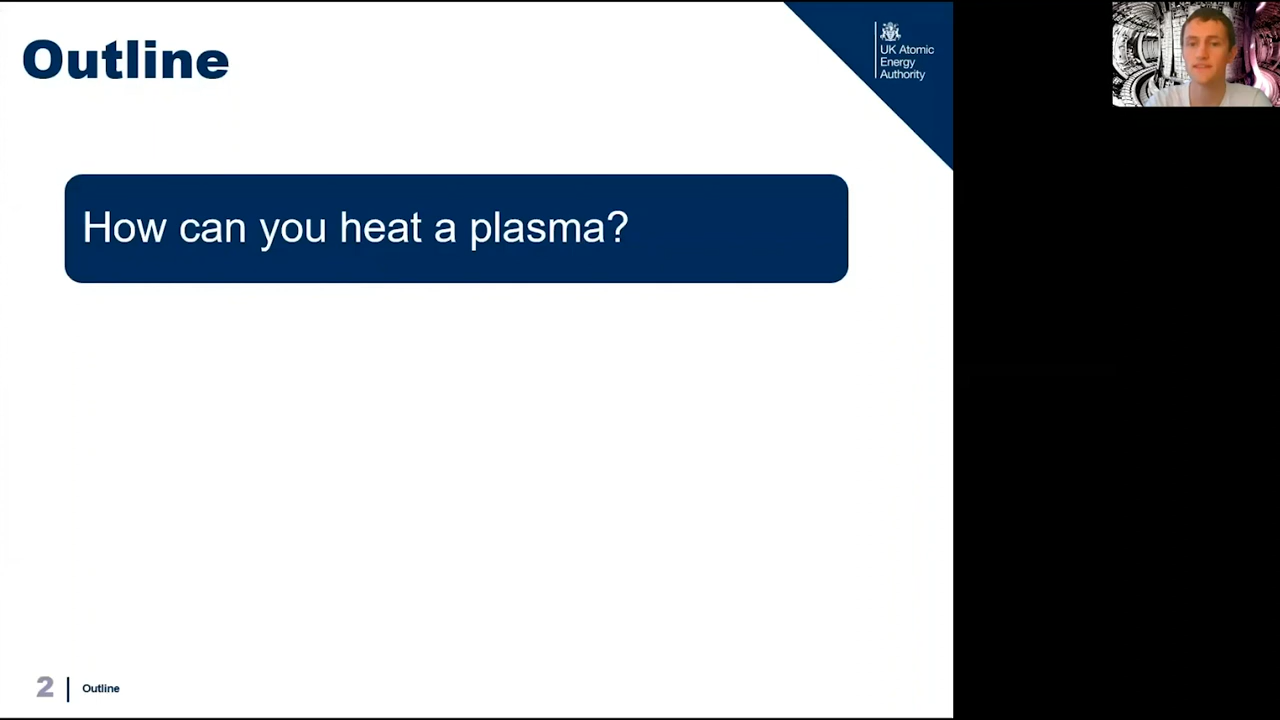 Outline
UK Atomic
Energy
Authority
How can you heat a plasma?
2
Outline